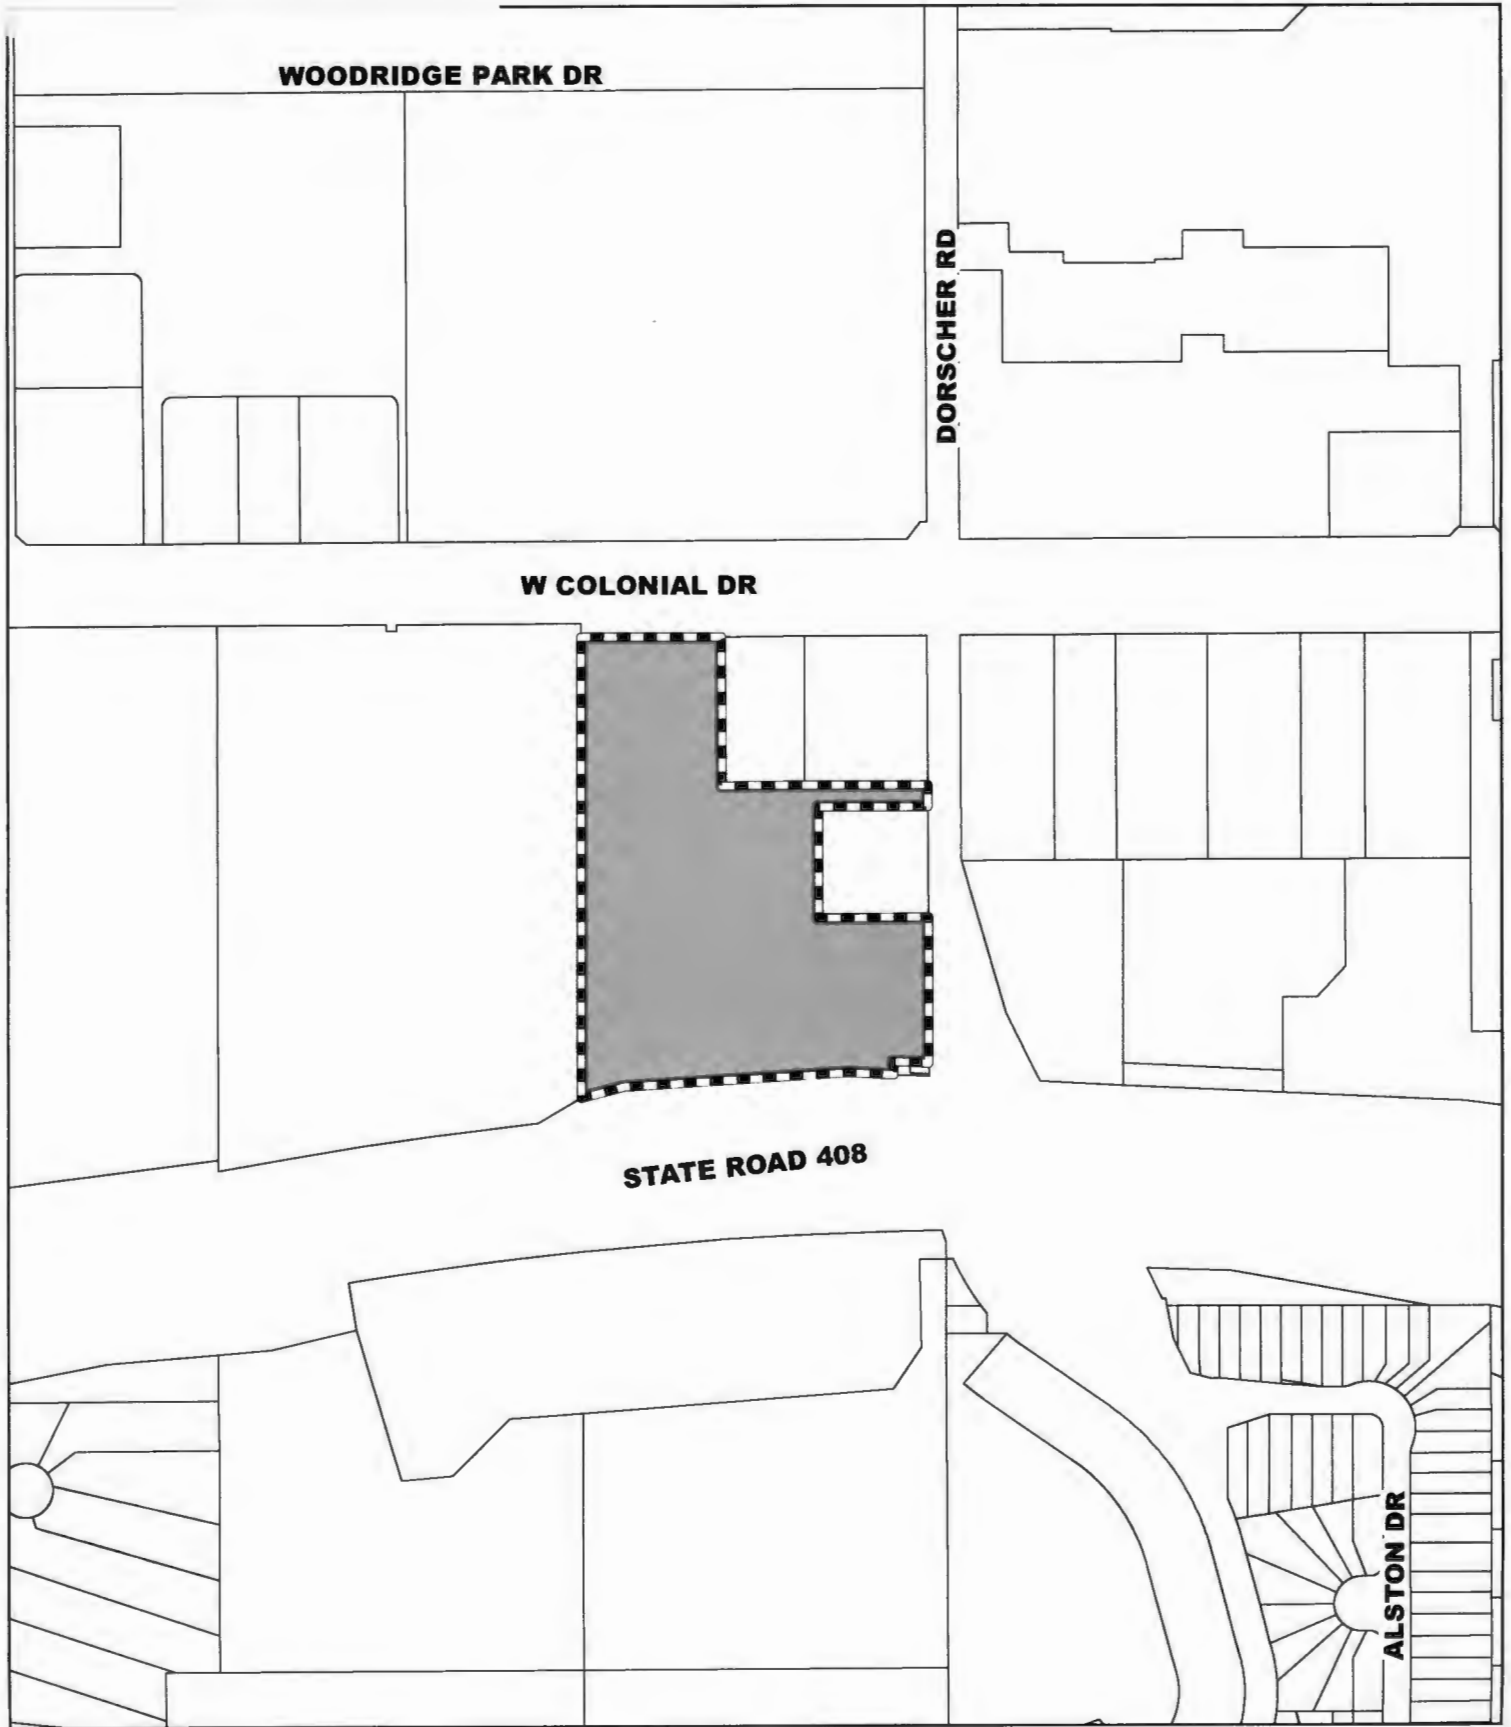 WOODRIDGE PARK DR
DORSCHER RD
W COLONIAL DR
STATE ROAD 408
ALSTON DR